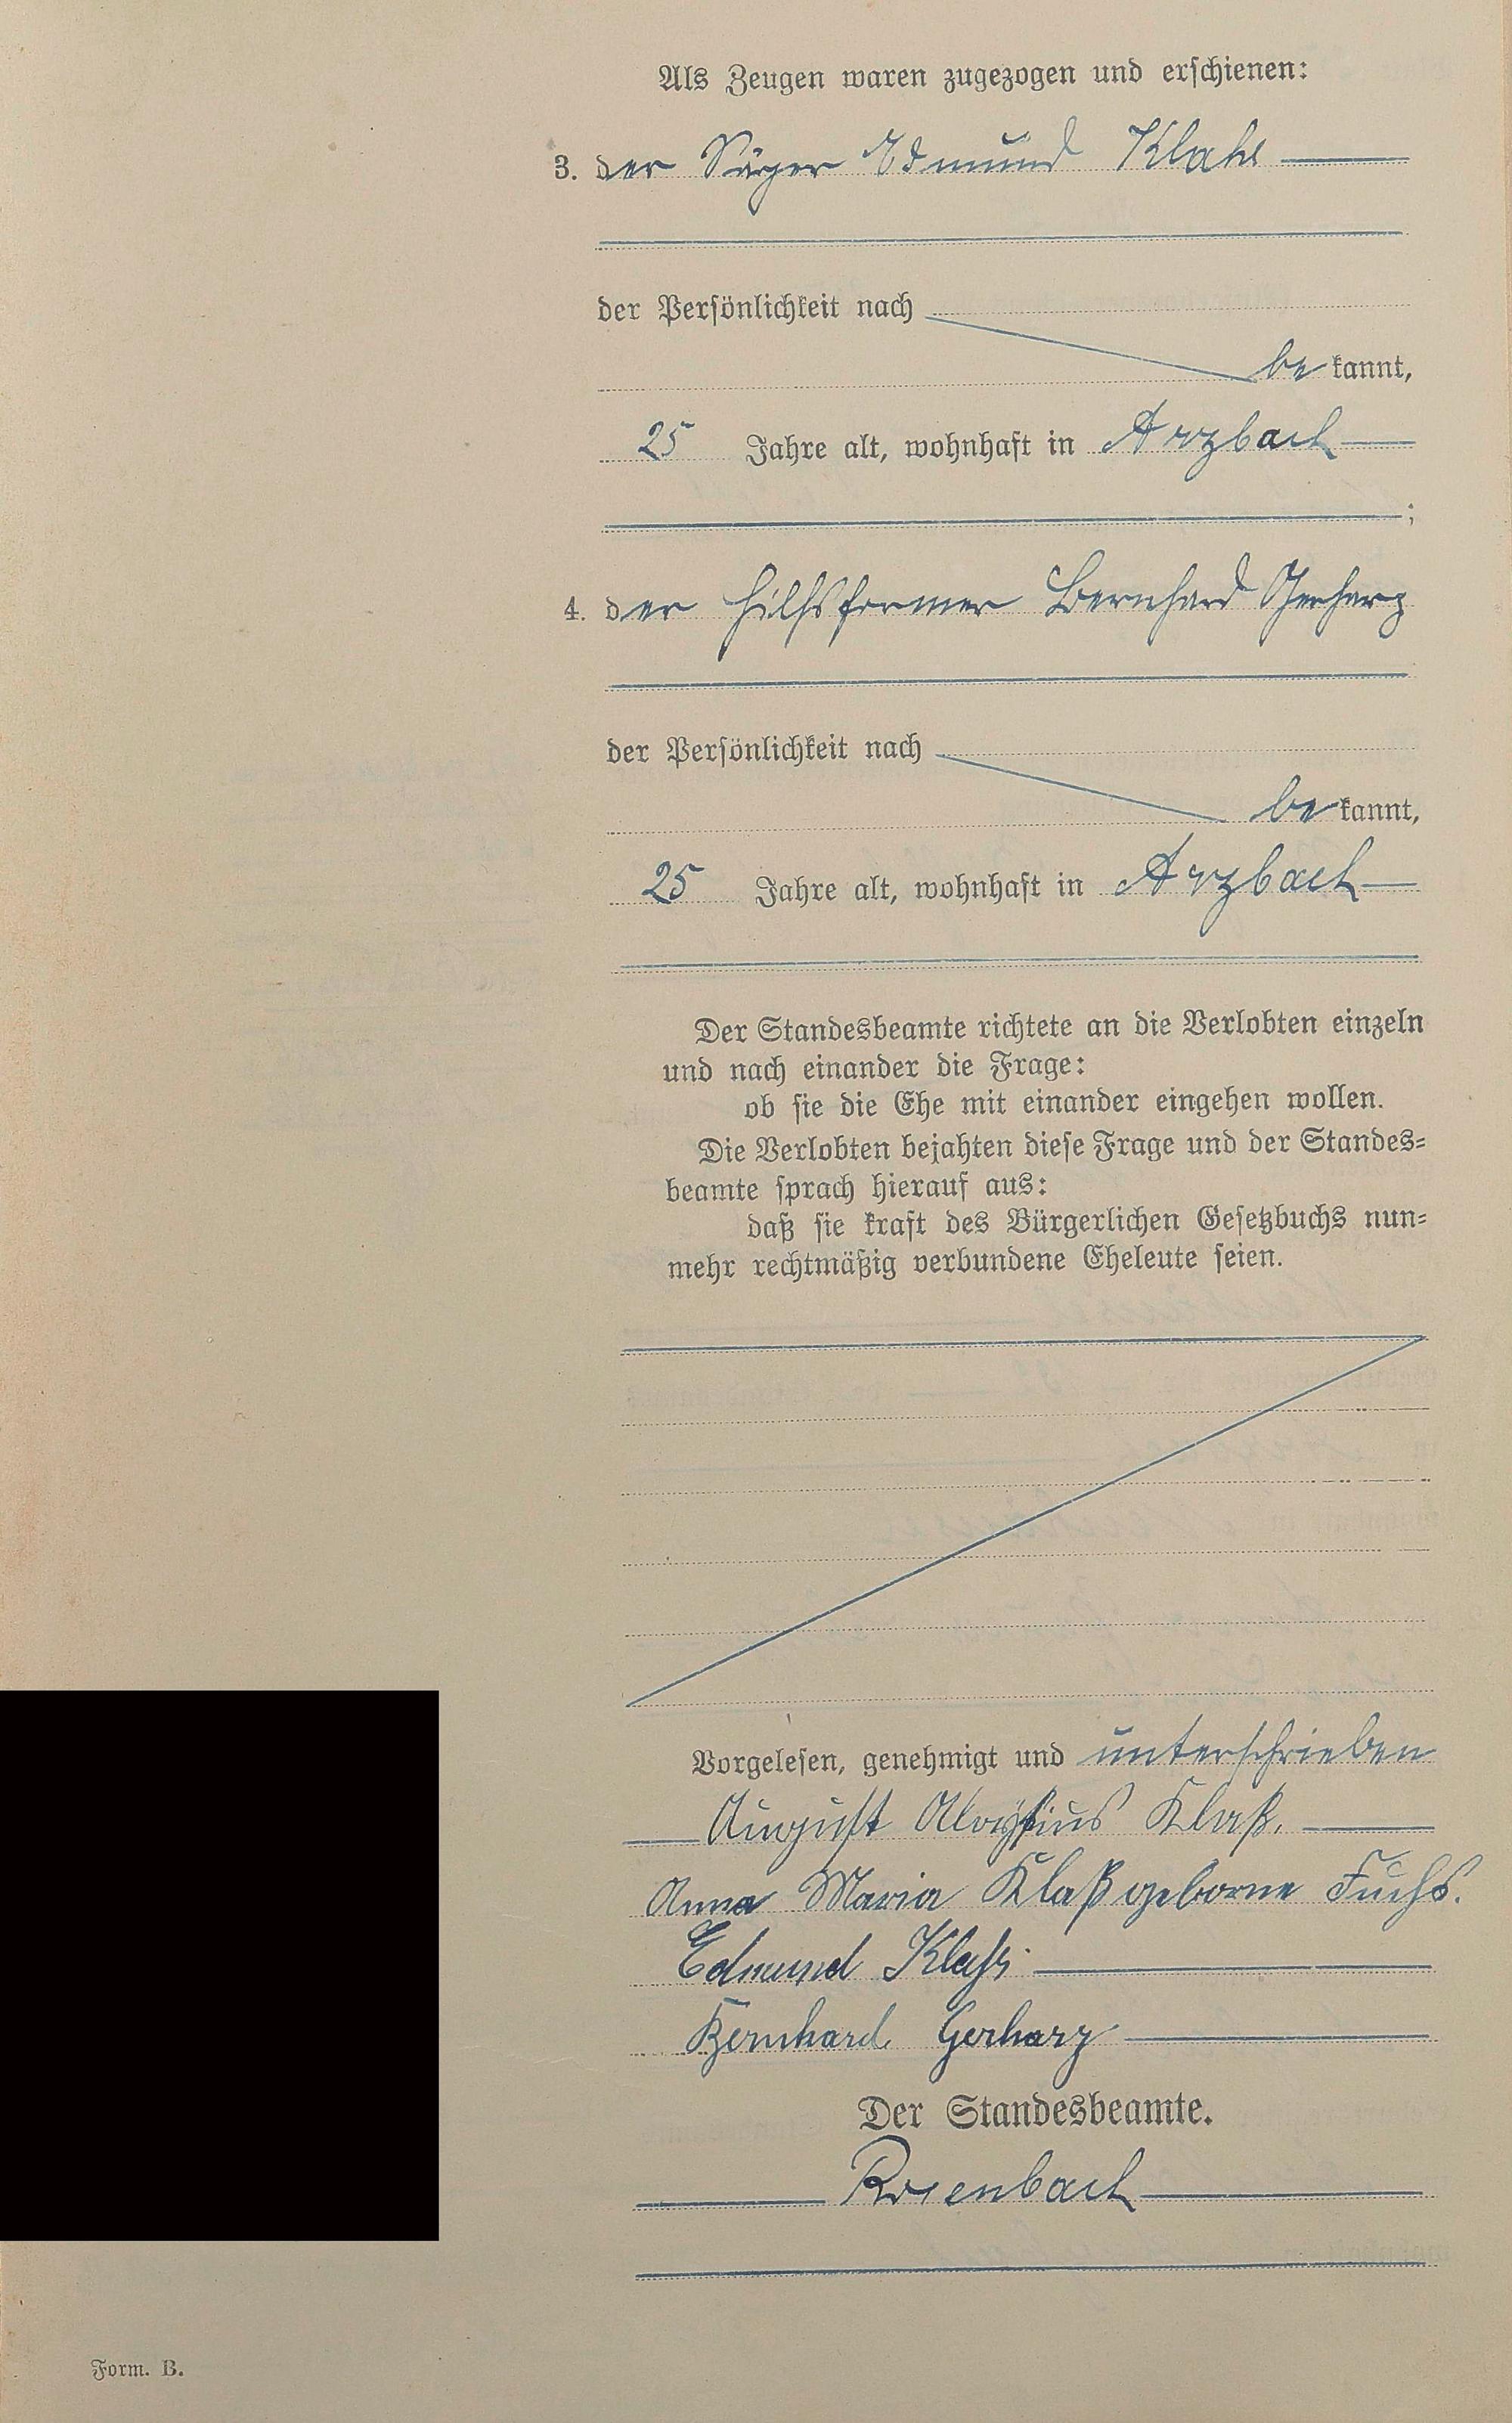 Als Zeugen waren zugezogen und erschienen:
3. der Säger Edmund Klahs
der Persönlichkeit nach
be kannt,
25 Jahre alt, wohnhaft in Arzbach
;
4. der Hilfsformer Bernhard Gerharz
der Persönlichkeit nach
be kannt,
25 Jahre alt, wohnhaft in Arzbach
Der Standesbeamte richtete an die Verlobten einzeln
und nach einander die Frage:
ob sie die Ehe mit einander eingehen wollen.
Die Verlobten bejahten diese Frage und der Standes-
beamte sprach hierauf aus:
daß sie kraft des Bürgerlichen Gesetzbuchs nun-
mehr rechtmäßig verbundene Eheleute seien.
Vorgelesen, genehmigt und unterschrieben
August Aloysius Klaß.
Anna Maria Klaß geborne Fuchs.
Edmund Klaß
Bernhard Gerharz
Der Standesbeamte.
Rosenbach
Form. B.